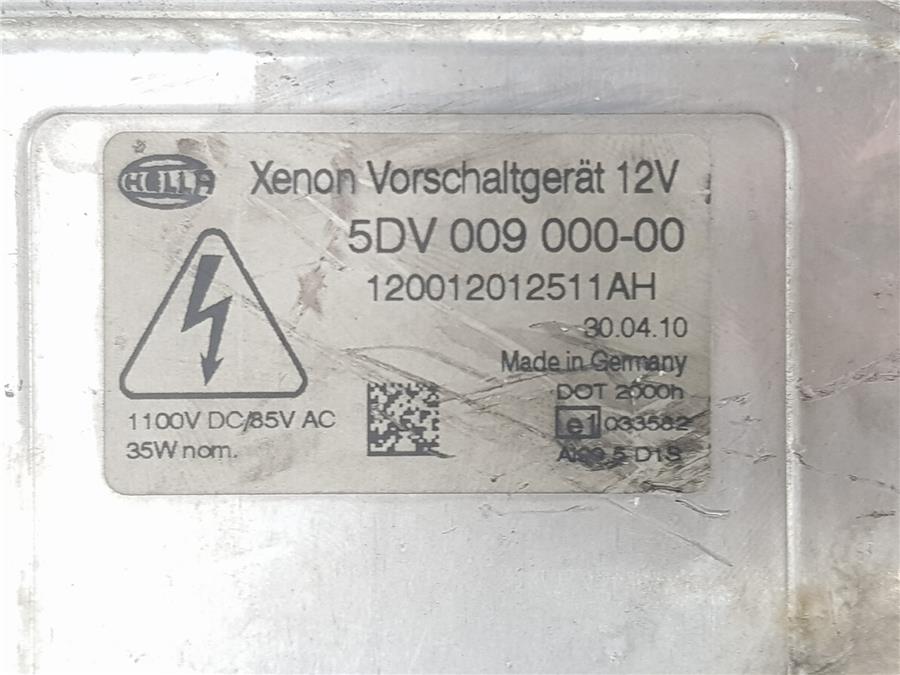 HELLA
Xenon Vorschaltgerät 12V
5DV 009 000-00
120012012511AH
30.04.10
Made in Germany
DOT 2000h
e1 033582
D1S
1100V DC/85V AC
35W nom.